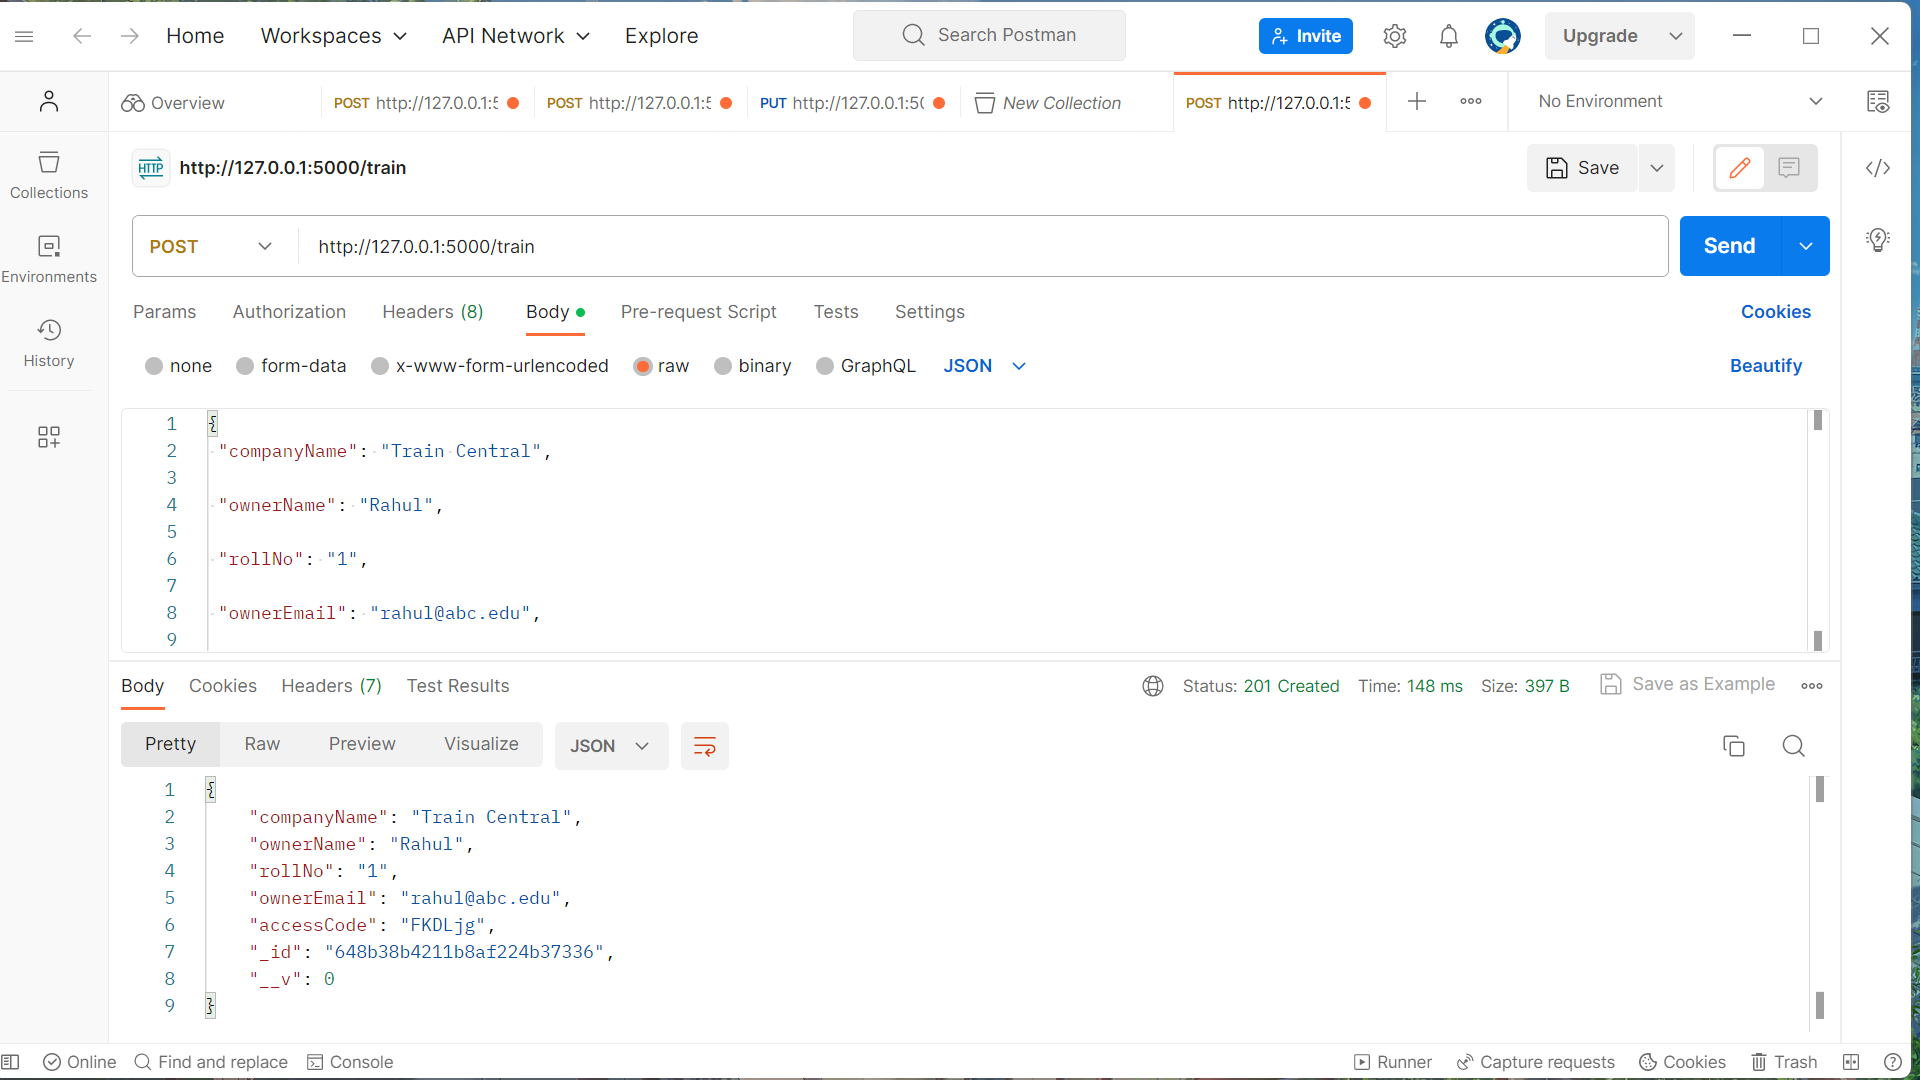 Home Workspaces API Network Explore Search Postman Invite Upgrade
Overview POST http://127.0.0.1:5 POST http://127.0.0.1:5 PUT http://127.0.0.1:50 New Collection POST http://127.0.0.1:5 No Environment
HTTP http://127.0.0.1:5000/train Save
Collections
POST http://127.0.0.1:5000/train Send
Environments
Params Authorization Headers (8) Body Pre-request Script Tests Settings Cookies
History
none form-data x-www-form-urlencoded raw binary GraphQL JSON Beautify
1 {
2 "companyName": "Train Central",
3
4 "ownerName": "Rahul",
5
6 "rollNo": "1",
7
8 "ownerEmail": "rahul@abc.edu",
9
Body Cookies Headers (7) Test Results Status: 201 Created Time: 148 ms Size: 397 B Save as Example
Pretty Raw Preview Visualize JSON
1 {
2 "companyName": "Train Central",
3 "ownerName": "Rahul",
4 "rollNo": "1",
5 "ownerEmail": "rahul@abc.edu",
6 "accessCode": "FKDLjg",
7 "_id": "648b38b4211b8af224b37336",
8 "__v": 0
9 }
Online Find and replace Console Runner Capture requests Cookies Trash